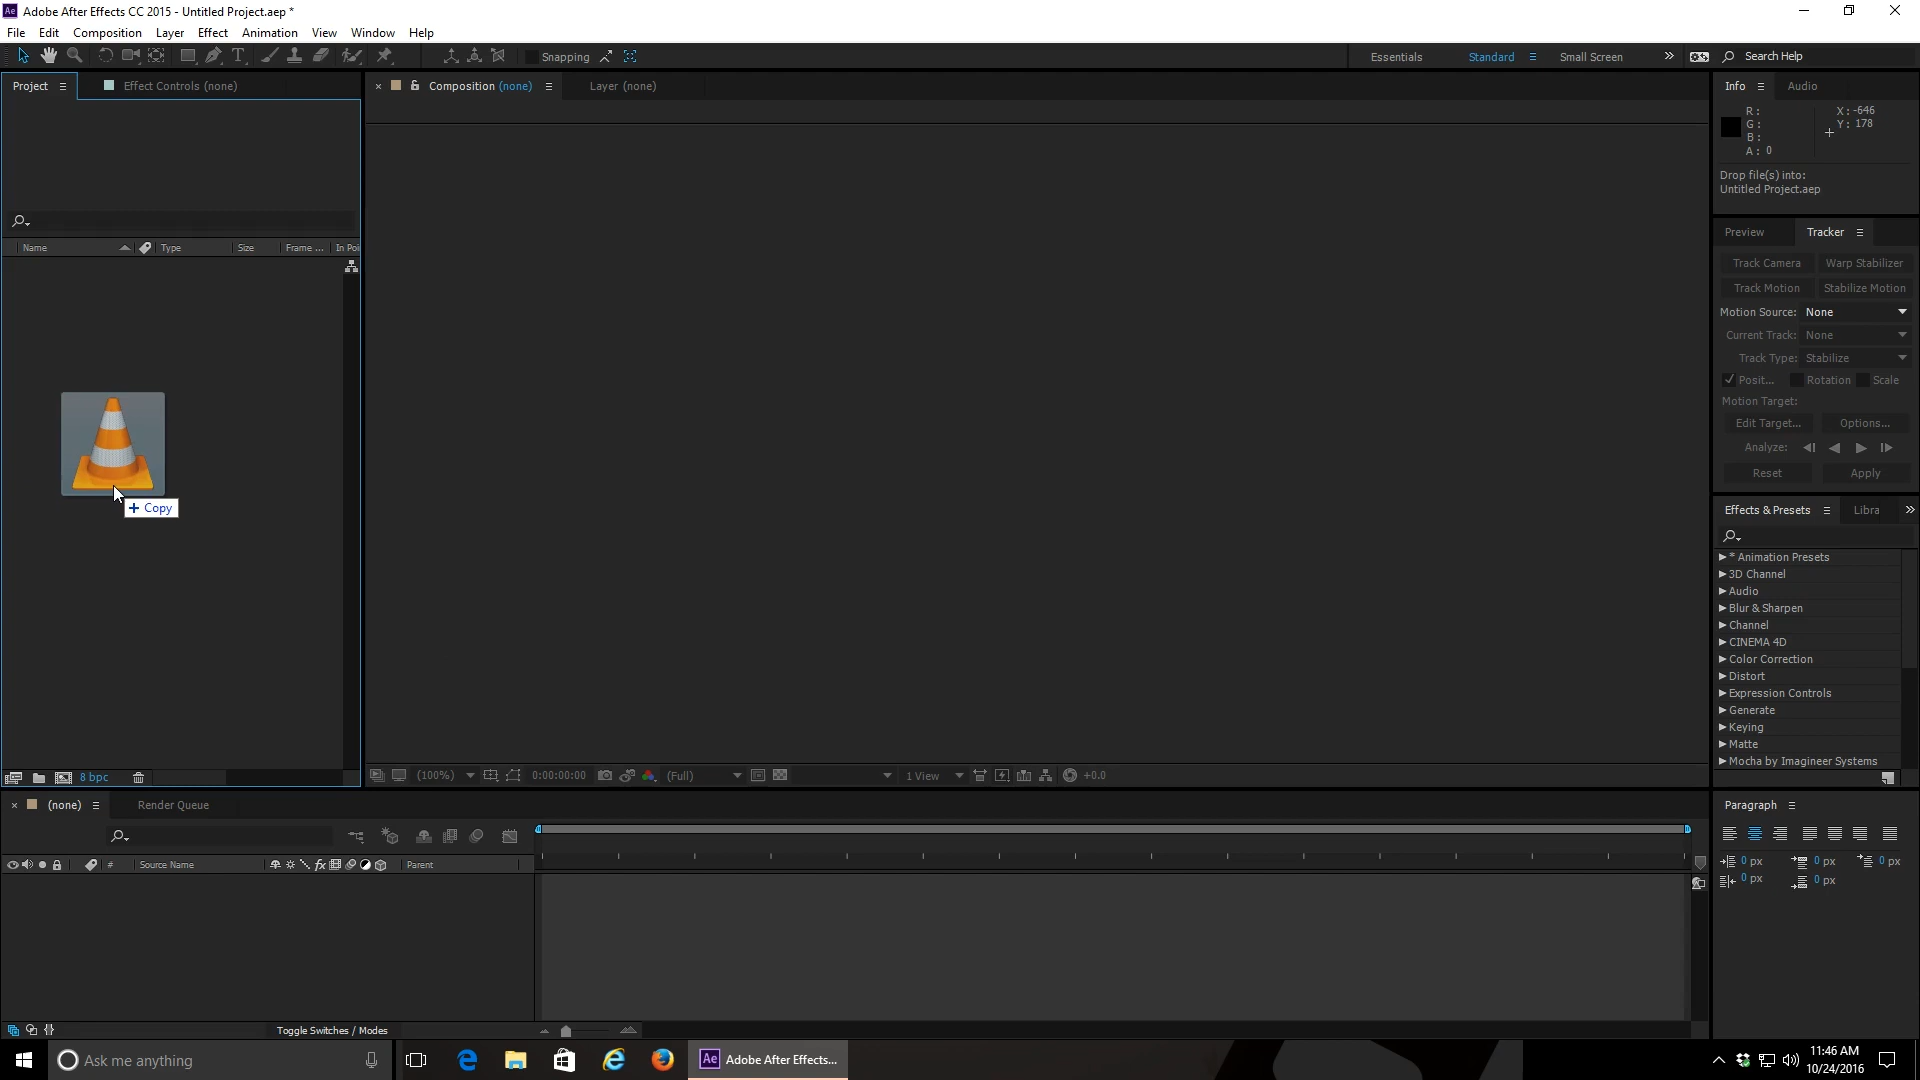 Adobe After Effects CC 2015 - Untitled Project.aep *
File Edit Composition Layer Effect Animation View Window Help
Snapping
Essentials Standard Small Screen Search Help
Project Effect Controls (none)
Composition (none) Layer (none)
Info Audio
R :
G :
B :
A : 0
X : -646
Y : 178
Drop file(s) into:
Untitled Project.aep
Name Type Size Frame ... In Poi
Preview Tracker
Track Camera Warp Stabilizer
Track Motion Stabilize Motion
Motion Source: None
Current Track: None
Track Type: Stabilize
Posit... Rotation Scale
Motion Target:
Edit Target... Options...
Analyze:
Reset Apply
+ Copy
Effects & Presets Libra
* Animation Presets
3D Channel
Audio
Blur & Sharpen
Channel
CINEMA 4D
Color Correction
Distort
Expression Controls
Generate
Keying
Matte
Mocha by Imagineer Systems
8 bpc
(100%) 0:00:00:00 (Full) 1 View +0.0
(none) Render Queue
# Source Name fx Parent
Paragraph
0 px 0 px 0 px
0 px 0 px
Toggle Switches / Modes
Ask me anything
Ae Adobe After Effects...
11:46 AM
10/24/2016